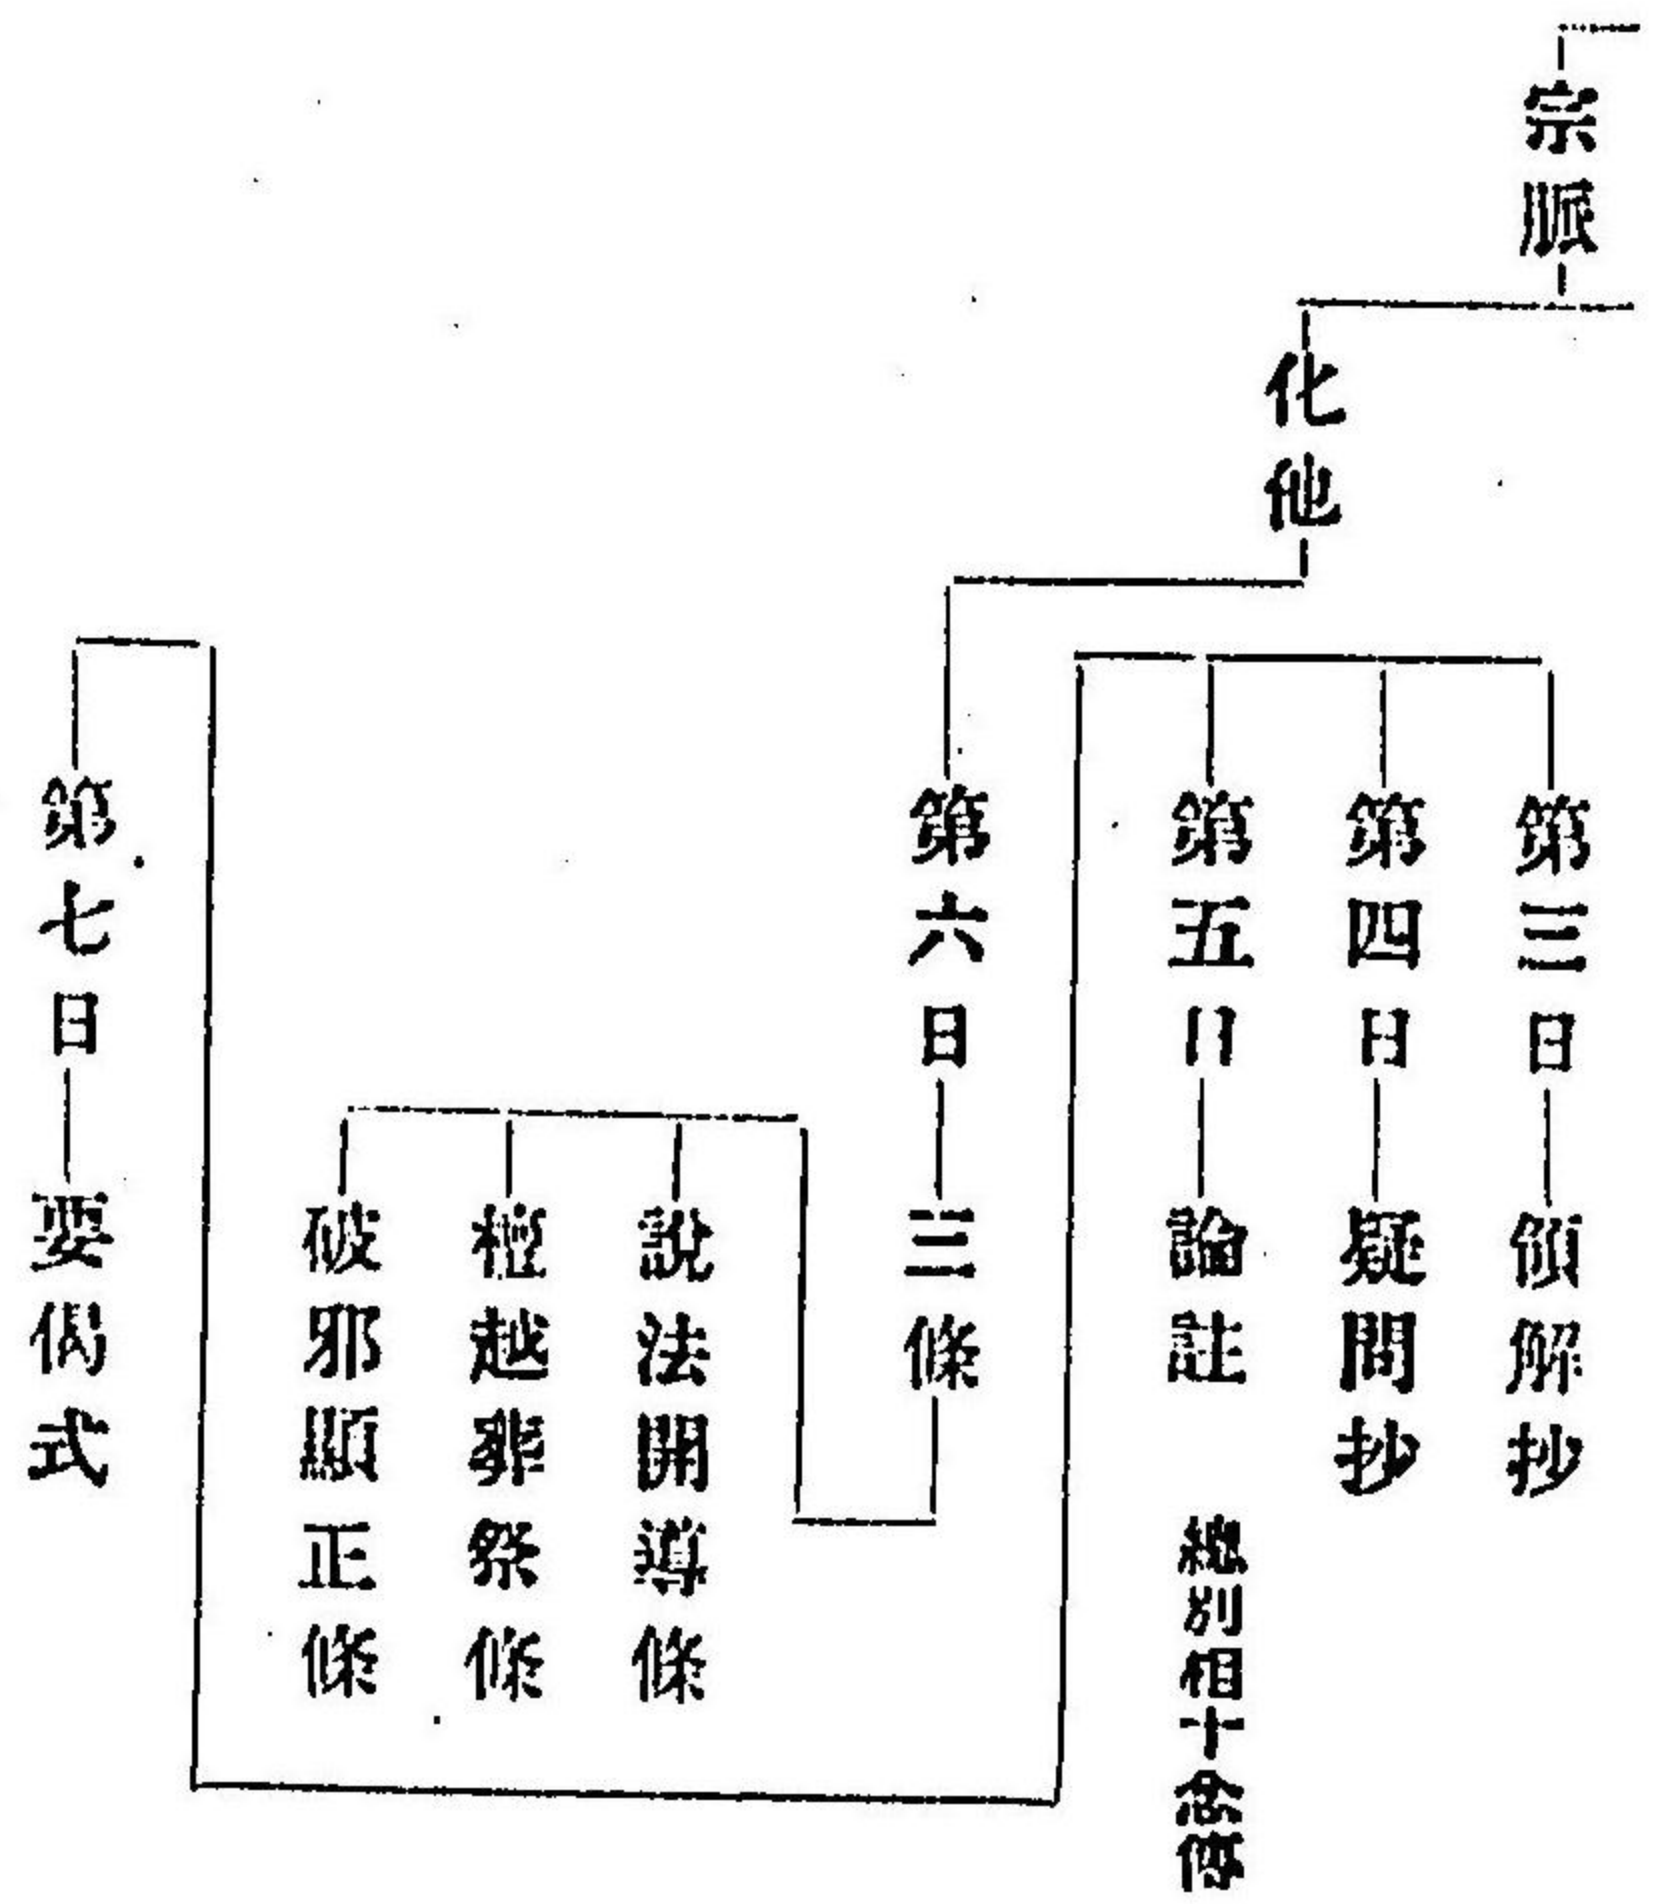 宗脈
化他
第三日―領解抄
第四日―疑問抄
第五日―論註 總別相十念傳
第六日―三條
說法開導條
檀越葬祭條
破邪顯正條
第七日―要偈式